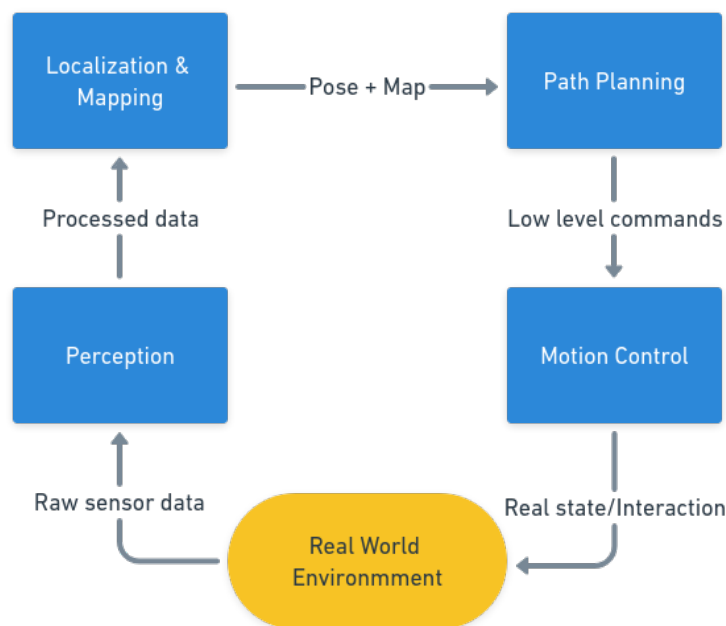 Localization &
Mapping
Pose + Map
Path Planning
Processed data
Low level commands
Perception
Motion Control
Raw sensor data
Real state/Interaction
Real World
Environmment